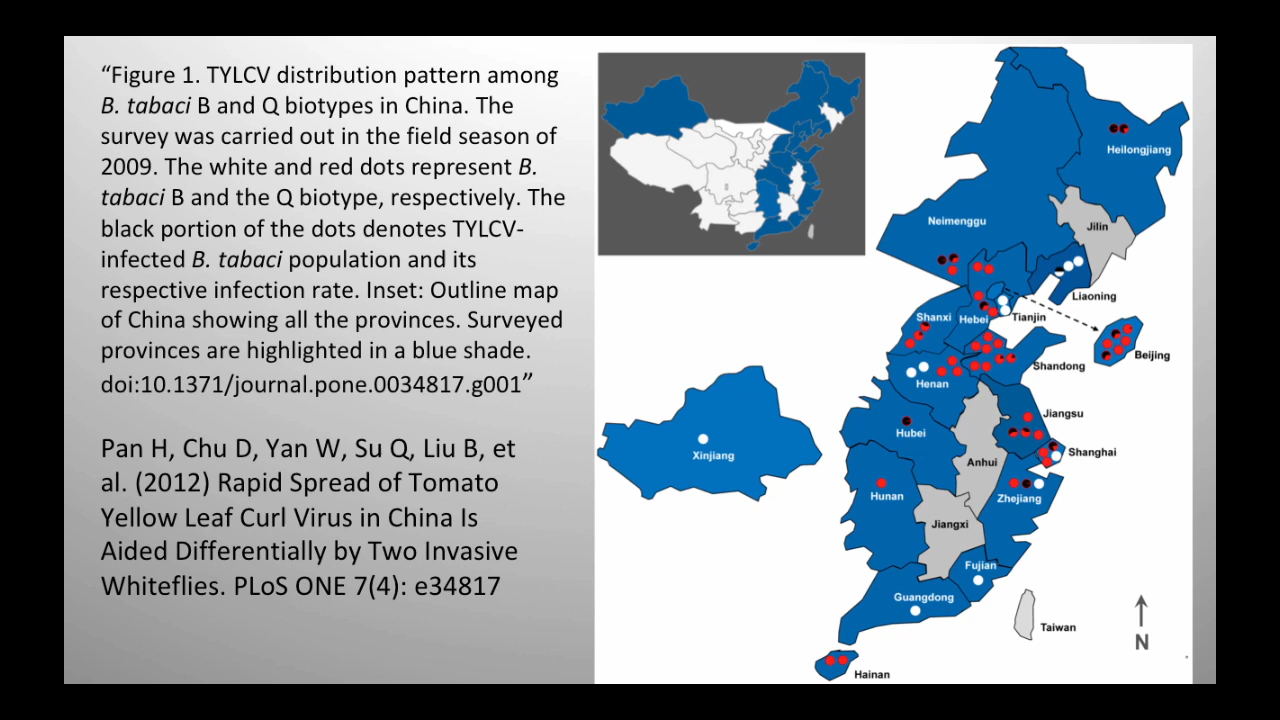 “Figure 1. TYLCV distribution pattern among
B. tabaci B and Q biotypes in China. The
survey was carried out in the field season of
2009. The white and red dots represent B.
tabaci B and the Q biotype, respectively. The
black portion of the dots denotes TYLCV-
infected B. tabaci population and its
respective infection rate. Inset: Outline map
of China showing all the provinces. Surveyed
provinces are highlighted in a blue shade.
doi:10.1371/journal.pone.0034817.g001”
Pan H, Chu D, Yan W, Su Q, Liu B, et
al. (2012) Rapid Spread of Tomato
Yellow Leaf Curl Virus in China Is
Aided Differentially by Two Invasive
Whiteflies. PLoS ONE 7(4): e34817
Heilongjiang
Neimenggu
Jilin
Liaoning
Shanxi
Hebei
Tianjin
Beijing
Shandong
Henan
Jiangsu
Hubei
Shanghai
Xinjiang
Anhui
Hunan
Zhejiang
Jiangxi
Fujian
Guangdong
Taiwan
N
Hainan